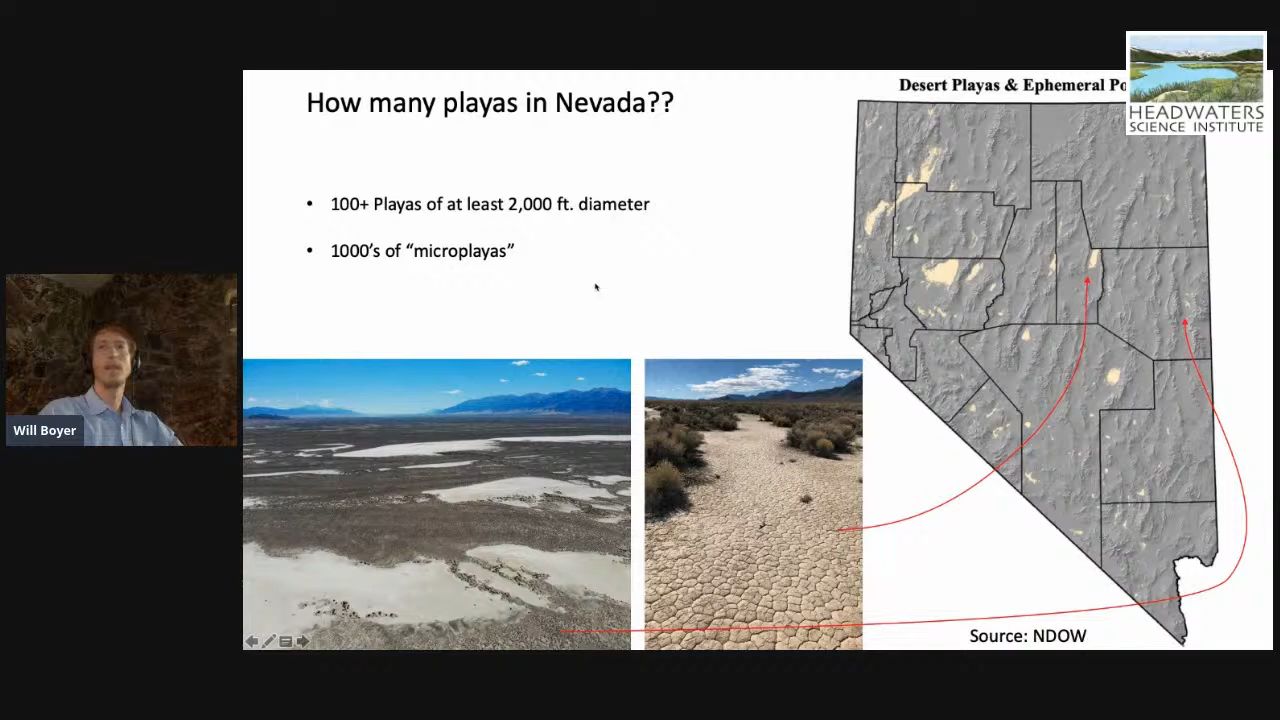 How many playas in Nevada??
• 100+ Playas of at least 2,000 ft. diameter
• 1000's of “microplayas”
Desert Playas & Ephemeral Po
HEADWATERS
SCIENCE INSTITUTE
Will Boyer
Source: NDOW